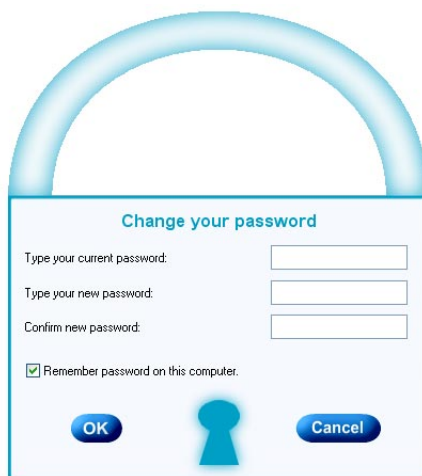 Change your password
Type your current password:
Type your new password:
Confirm new password:
Remember password on this computer.
OK
Cancel